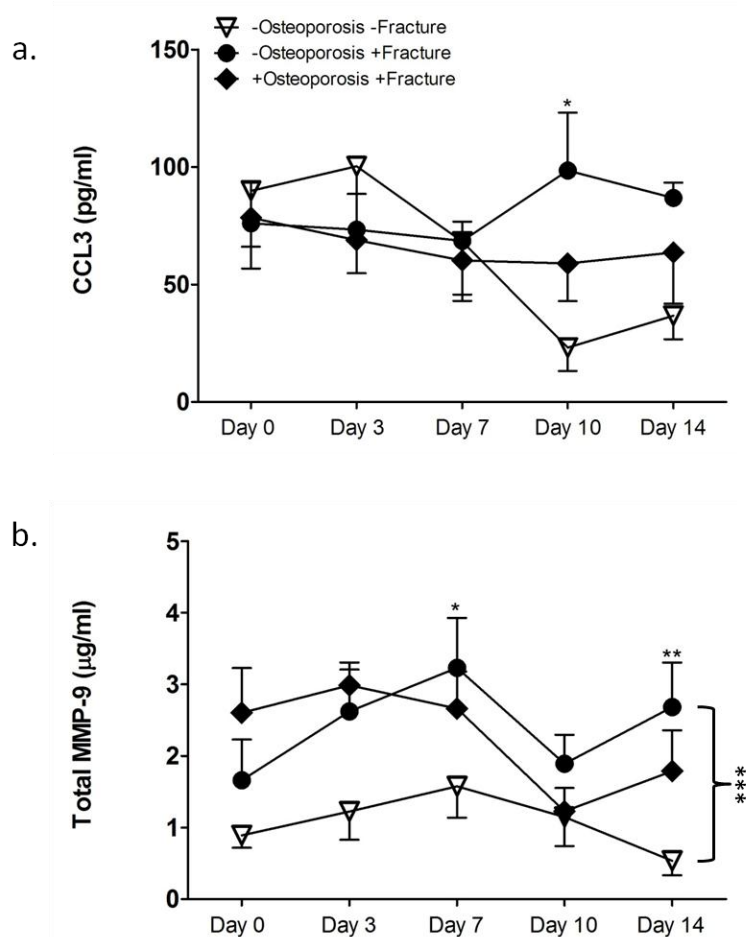 a.
-Osteoporosis -Fracture
-Osteoporosis +Fracture
+Osteoporosis +Fracture
150
100
50
0
CCL3 (pg/ml)
*
Day 0 Day 3 Day 7 Day 10 Day 14
b.
5
4
3
2
1
0
Total MMP-9 (µg/ml)
*
**
***
Day 0 Day 3 Day 7 Day 10 Day 14